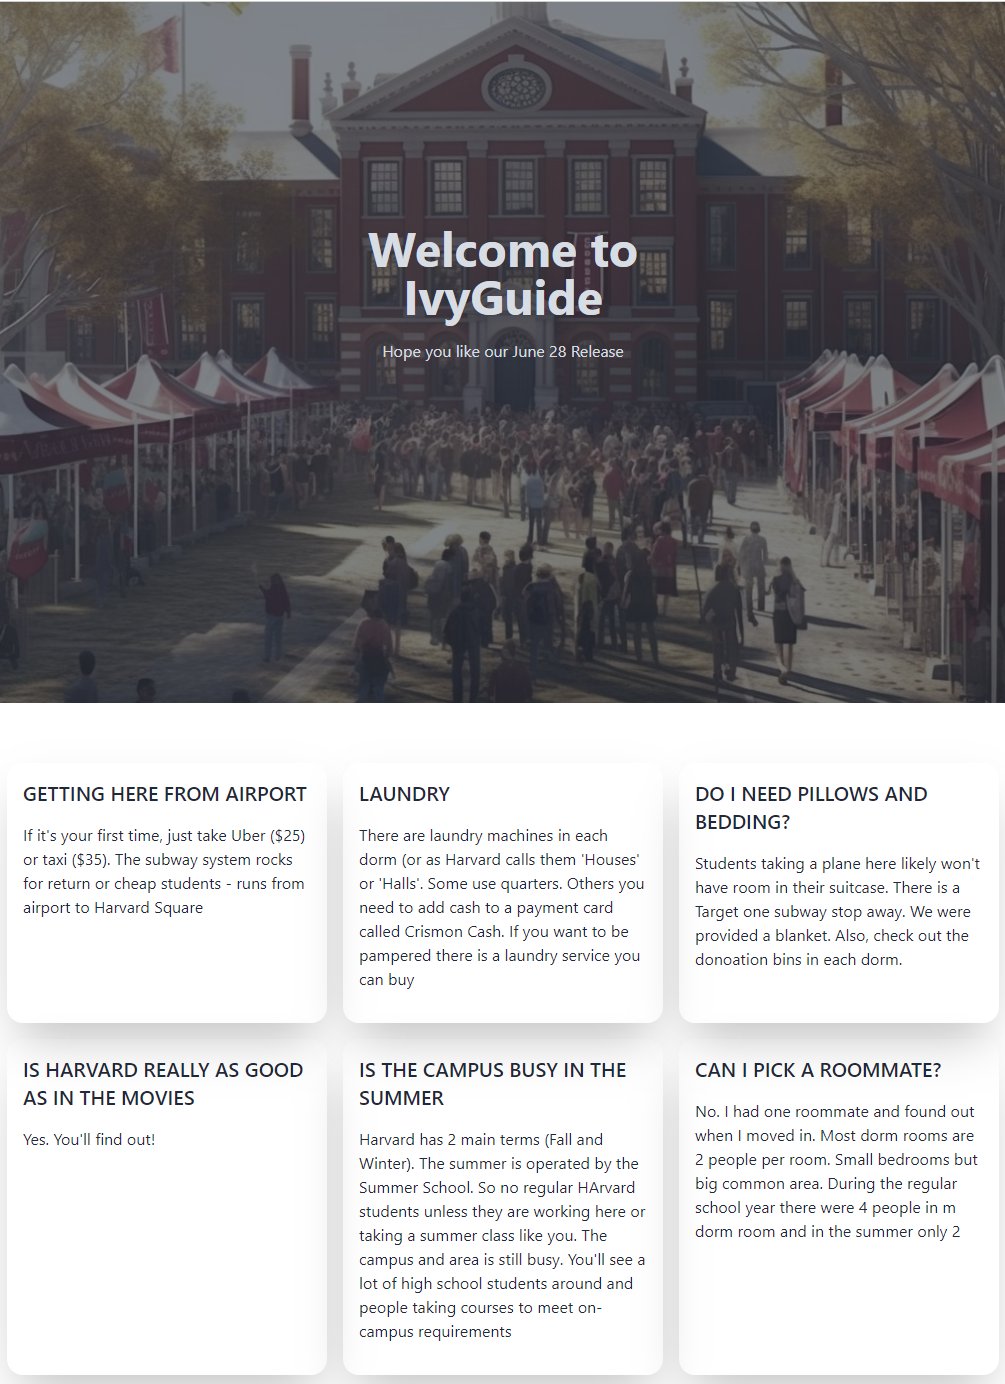 Welcome to
IvyGuide
Hope you like our June 28 Release
GETTING HERE FROM AIRPORT
If it's your first time, just take Uber ($25)
or taxi ($35). The subway system rocks
for return or cheap students - runs from
airport to Harvard Square
LAUNDRY
There are laundry machines in each
dorm (or as Harvard calls them 'Houses'
or 'Halls'. Some use quarters. Others you
need to add cash to a payment card
called Crismon Cash. If you want to be
pampered there is a laundry service you
can buy
DO I NEED PILLOWS AND
BEDDING?
Students taking a plane here likely won't
have room in their suitcase. There is a
Target one subway stop away. We were
provided a blanket. Also, check out the
donoation bins in each dorm.
IS HARVARD REALLY AS GOOD
AS IN THE MOVIES
Yes. You'll find out!
IS THE CAMPUS BUSY IN THE
SUMMER
Harvard has 2 main terms (Fall and
Winter). The summer is operated by the
Summer School. So no regular HArvard
students unless they are working here or
taking a summer class like you. The
campus and area is still busy. You'll see a
lot of high school students around and
people taking courses to meet on-
campus requirements
CAN I PICK A ROOMMATE?
No. I had one roommate and found out
when I moved in. Most dorm rooms are
2 people per room. Small bedrooms but
big common area. During the regular
school year there were 4 people in m
dorm room and in the summer only 2